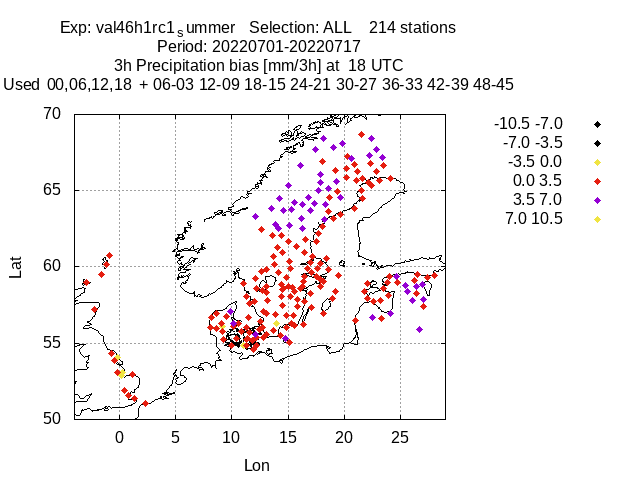 Exp: val46h1rc1summer Selection: ALL 214 stations
Period: 20220701-20220717
3h Precipitation bias [mm/3h] at 18 UTC
Used 00,06,12,18 + 06-03 12-09 18-15 24-21 30-27 36-33 42-39 48-45
-10.5 -7.0
-7.0 -3.5
-3.5 0.0
0.0 3.5
3.5 7.0
7.0 10.5
70
65
60
55
50
Lat
0 5 10 15 20 25
Lon